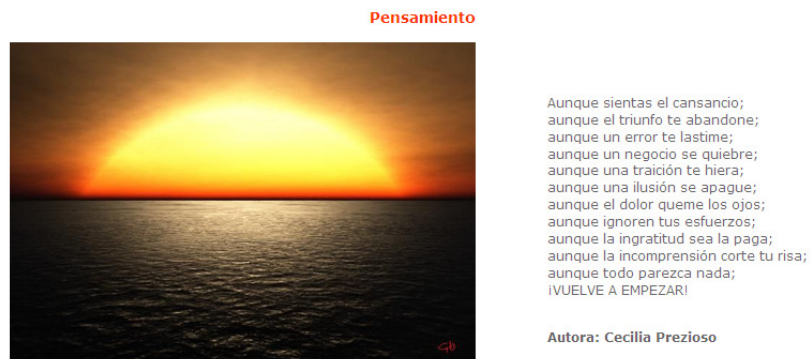 Pensamiento
Aunque sientas el cansancio;
aunque el triunfo te abandone;
aunque un error te lastime;
aunque un negocio se quiebre;
aunque una traición te hiera;
aunque una ilusión se apague;
aunque el dolor queme los ojos;
aunque ignoren tus esfuerzos;
aunque la ingratitud sea la paga;
aunque la incomprensión corte tu risa;
aunque todo parezca nada;
¡VUELVE A EMPEZAR!
Autora: Cecilia Prezioso
Gb